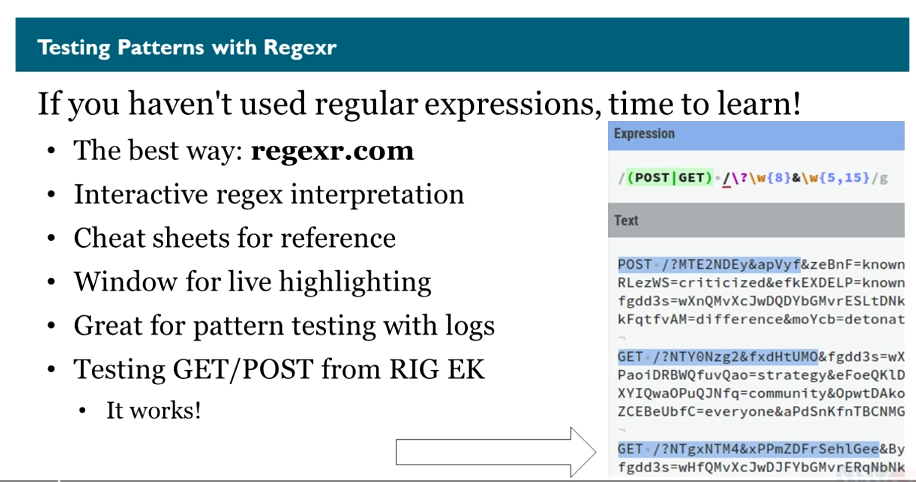 Testing Patterns with Regexr
If you haven't used regular expressions, time to learn!
• The best way: regexr.com
• Interactive regex interpretation
• Cheat sheets for reference
• Window for live highlighting
• Great for pattern testing with logs
• Testing GET/POST from RIG EK
• It works!
Expression
/(POST|GET) /\?\w{8}&\w{5,15}/g
Text
POST /?MTE2NDEy&apVyf&zeBnF=known
RLezWS=criticized&efkEXDELP=known
fgdd3s=wXnQMvXcJwDQDYbGMvrESLtDNk
kFqtfvAM=difference&moYcb=detonat
GET /?NTY0Nzg2&fxdHtUMO&fgdd3s=wX
PaoiDRBWQfuvQao=strategy&eFoeQKlD
XYIQwaOPuQJNfq=community&OpwtDAko
ZCEBeUbfC=everyone&aPdSnKfnTBCNMG
GET /?NTgxNTM4&xPPmZDFrSehlGee&By
fgdd3s=wHfQMvXcJwDJFYbGMvrERqNbNk